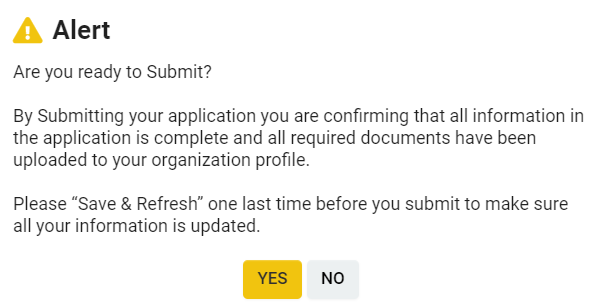 Alert
Are you ready to Submit?
By Submitting your application you are confirming that all information in
the application is complete and all required documents have been
uploaded to your organization profile.
Please “Save & Refresh” one last time before you submit to make sure
all your information is updated.
YES NO